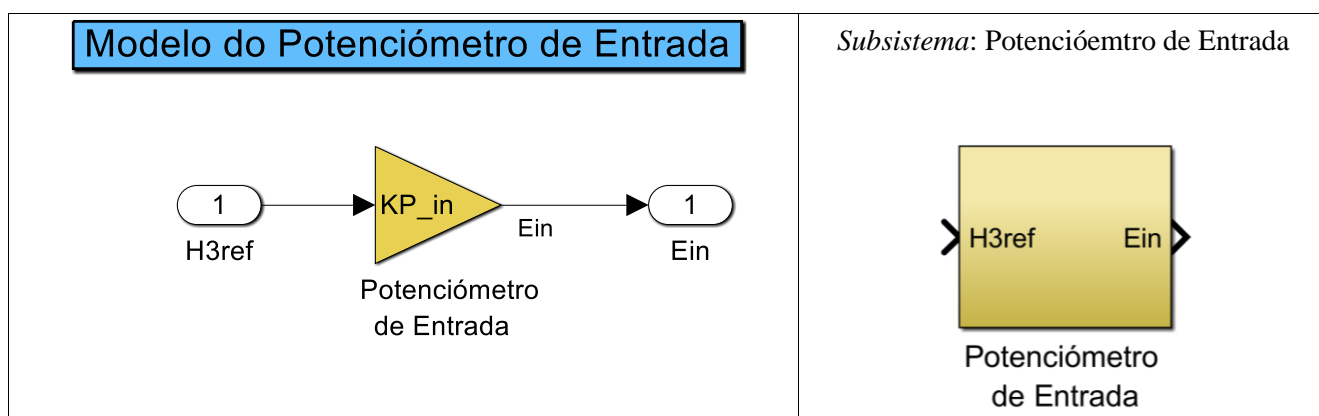 Modelo do Potenciómetro de Entrada
1
H3ref
KP_in
Potenciómetro
de Entrada
Ein
1
Ein
Subsistema: Potencióemtro de Entrada
H3ref
Ein
Potenciómetro
de Entrada